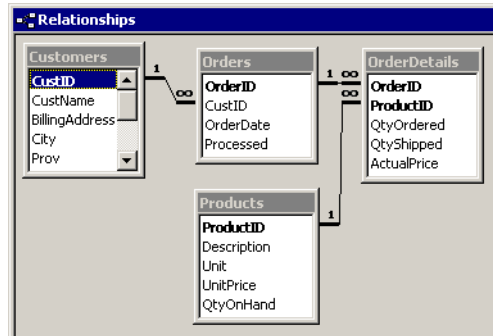 Relationships
Customers
CustID
CustName
BillingAddress
City
Prov
1
∞
Orders
OrderID
CustID
OrderDate
Processed
1
∞
∞
OrderDetails
OrderID
ProductID
QtyOrdered
QtyShipped
ActualPrice
Products
ProductID
Description
Unit
UnitPrice
QtyOnHand
1